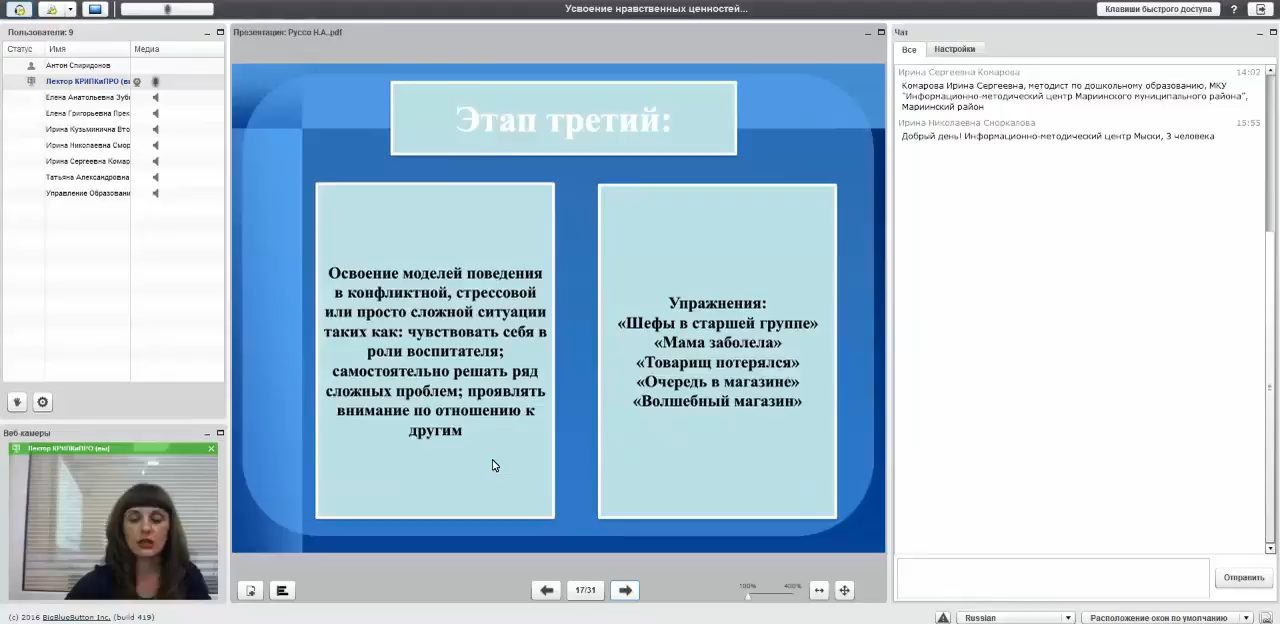 Усвоение нравственных ценностей...
Клавиши быстрого доступа
?
Пользователи: 9
Статус Имя Медиа
Антон Спиридонов
Лектор КРИПКиПРО (вы
Елена Анатольевна Зуб
Елена Григорьевна Прек
Ирина Кузьминична Вто
Ирина Николаевна Смор
Ирина Сергеевна Комар
Татьяна Александровна
Управление Образовани
Веб-камеры
Лектор КРИПКиПРО (вы)
Презентация: Руссо Н.А..pdf
Этап третий:
Освоение моделей поведения
в конфликтной, стрессовой
или просто сложной ситуации
таких как: чувствовать себя в
роли воспитателя;
самостоятельно решать ряд
сложных проблем; проявлять
внимание по отношению к
другим
Упражнения:
«Шефы в старшей группе»
«Мама заболела»
«Товарищ потерялся»
«Очередь в магазине»
«Волшебный магазин»
17/31
100% 400%
Чат
Все Настройки
Ирина Сергеевна Комарова 14:02
Комарова Ирина Сергеевна, методист по дошкольному образованию, МКУ
"Информационно-методический центр Мариинского муниципального района",
Мариинский район
Ирина Николаевна Сморкалова 15:55
Добрый день! Информационно-методический центр Мыски, 3 человека
Отправить
(c) 2016 BigBlueButton Inc. (build 419)
Russian
Расположение окон по умолчанию